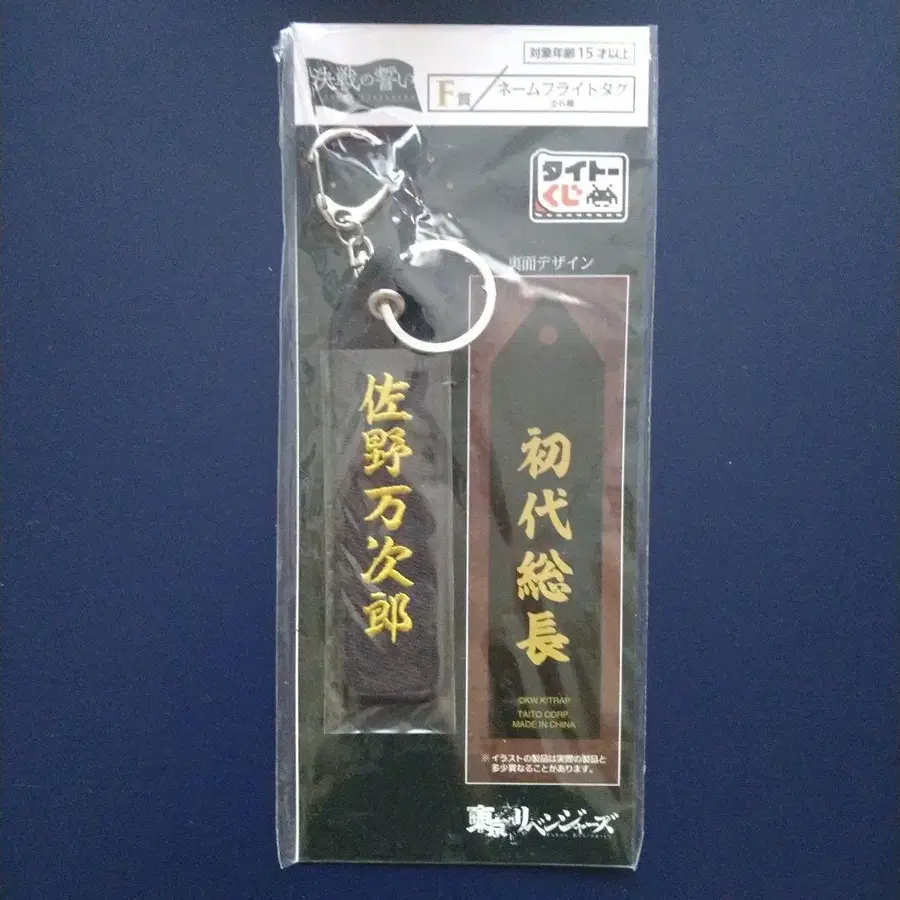 対象年齢15才以上
決戦の誓い
F賞 ネームフライトタグ
全6種
タイトー
くじ
裏面デザイン
佐野万次郎
初代総長
©KW,K/TRAP
TAITO CORP.
MADE IN CHINA
※イラストの製品は実際の製品と
多少異なることがあります。
東京リベンジャーズ